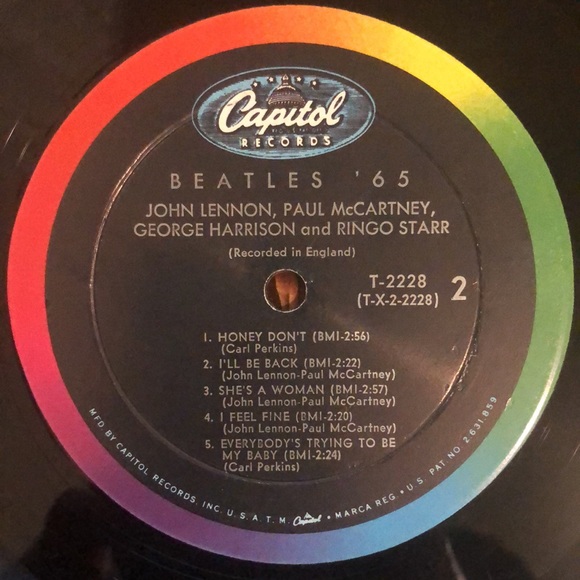 Capitol
RECORDS
BEATLES '65
JOHN LENNON, PAUL McCARTNEY,
GEORGE HARRISON and RINGO STARR
(Recorded in England)
T-2228
(T-X-2-2228) 2
1. HONEY DON'T (BMI-2:56)
(Carl Perkins)
2. I'LL BE BACK (BMI-2:22)
(John Lennon-Paul McCartney)
3. SHE'S A WOMAN (BMI-2:57)
(John Lennon-Paul McCartney)
4. I FEEL FINE (BMI-2:20)
(John Lennon-Paul McCartney)
5. EVERYBODY'S TRYING TO BE
MY BABY (BMI-2:24)
(Carl Perkins)
MFD. BY CAPITOL RECORDS, INC. U.S.A. T.M. Capitol • MARCA REG. • U.S. PAT. NO. 2,631,859